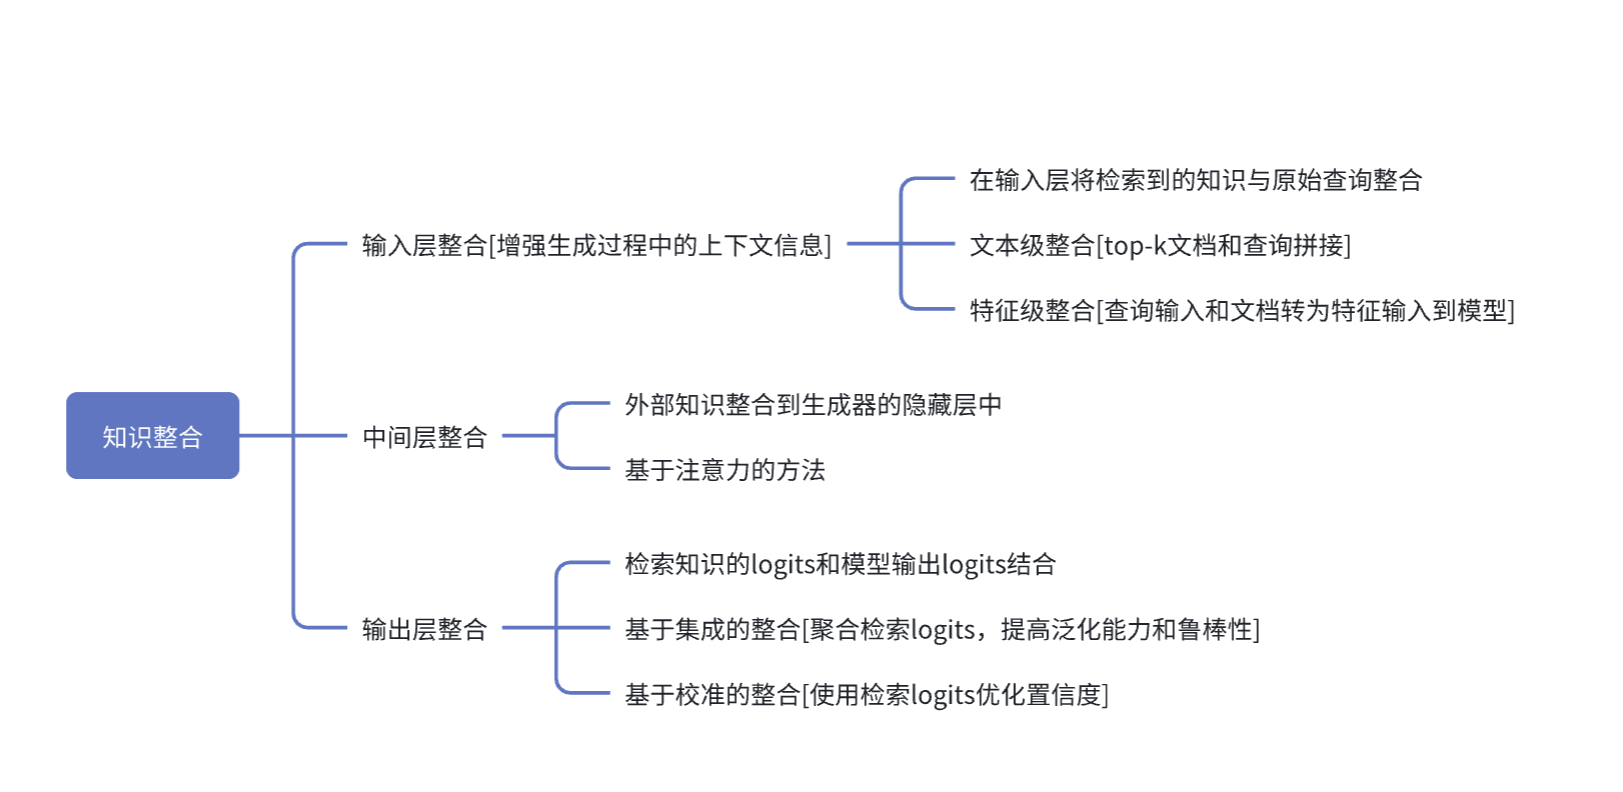 知识整合
输入层整合[增强生成过程中的上下文信息]
在输入层将检索到的知识与原始查询整合
文本级整合[top-k文档和查询拼接]
特征级整合[查询输入和文档转为特征输入到模型]
中间层整合
外部知识整合到生成器的隐藏层中
基于注意力的方法
输出层整合
检索知识的logits和模型输出logits结合
基于集成的整合[聚合检索logits，提高泛化能力和鲁棒性]
基于校准的整合[使用检索logits优化置信度]